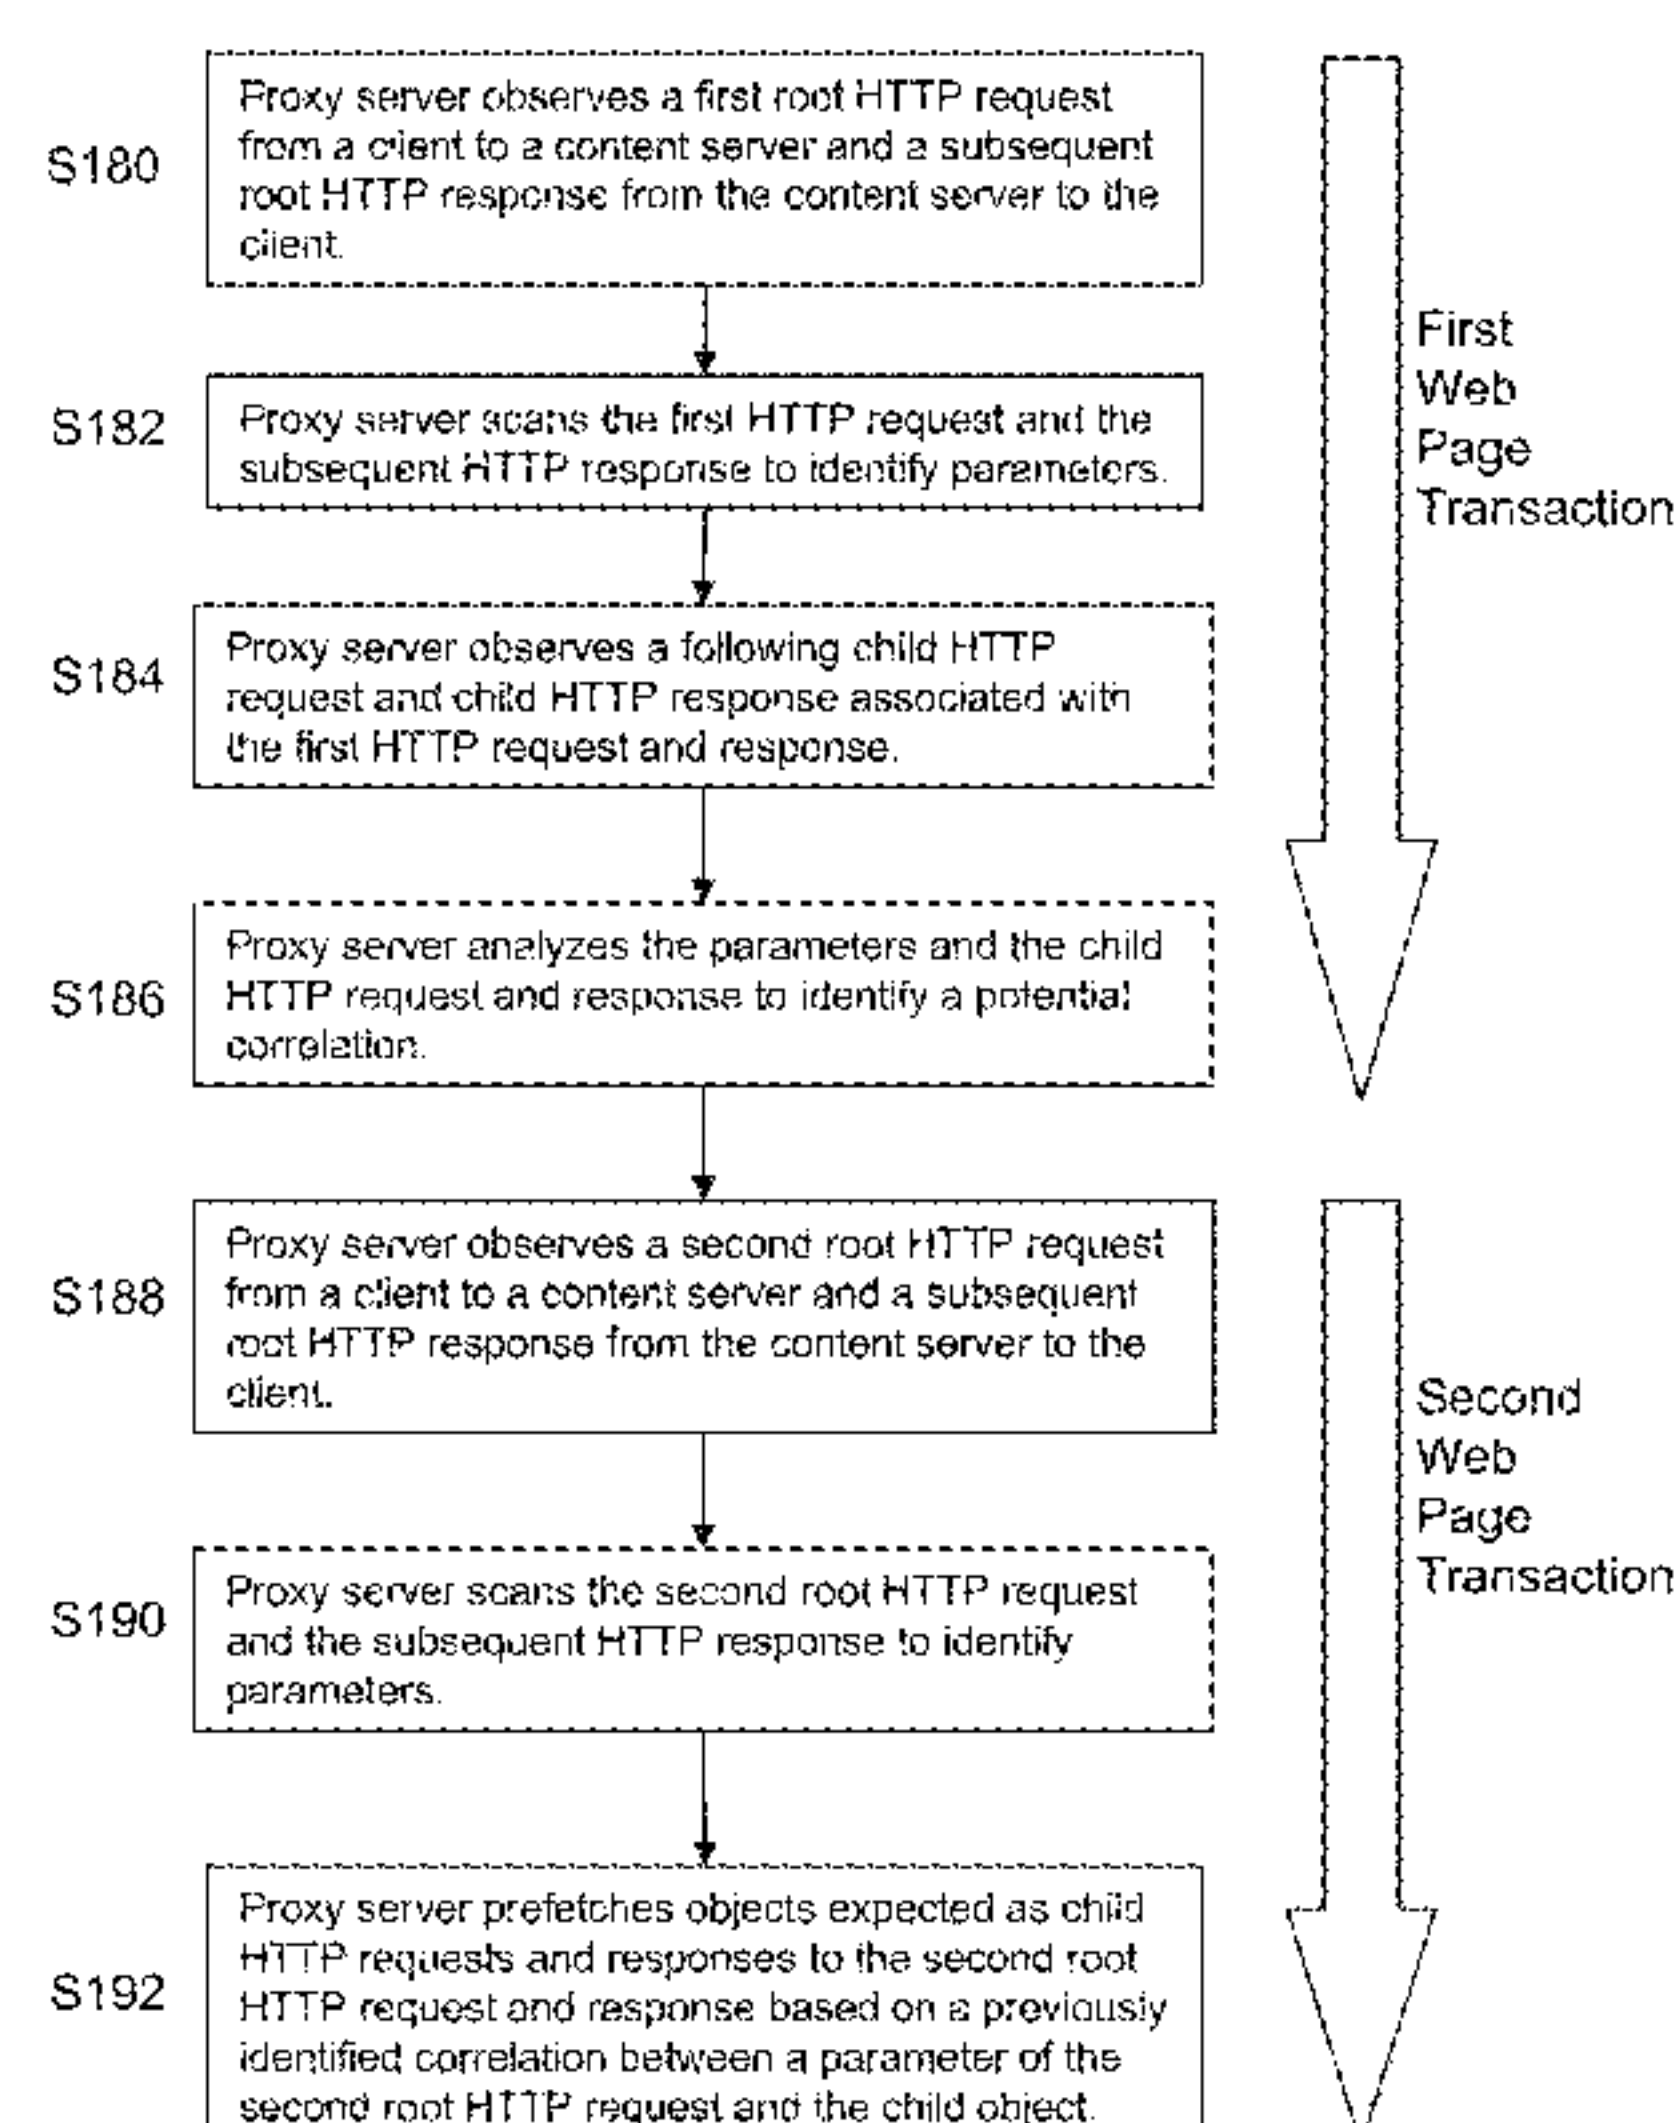 S180
Proxy server observes a first root HTTP request
from a client to a content server and a subsequent
root HTTP response from the content server to the
client.
First
Web
Page
Transaction
S182
Proxy server scans the first HTTP request and the
subsequent HTTP response to identify parameters.
S184
Proxy server observes a following child HTTP
request and child HTTP response associated with
the first HTTP request and response.
S186
Proxy server analyzes the parameters and the child
HTTP request and response to identify a potential
correlation.
S188
Proxy server observes a second root HTTP request
from a client to a content server and a subsequent
root HTTP response from the content server to the
client.
Second
Web
Page
Transaction
S190
Proxy server scans the second root HTTP request
and the subsequent HTTP response to identify
parameters.
S192
Proxy server prefetches objects expected as child
HTTP requests and responses to the second root
HTTP request and response based on a previously
identified correlation between a parameter of the
second root HTTP request and the child object.